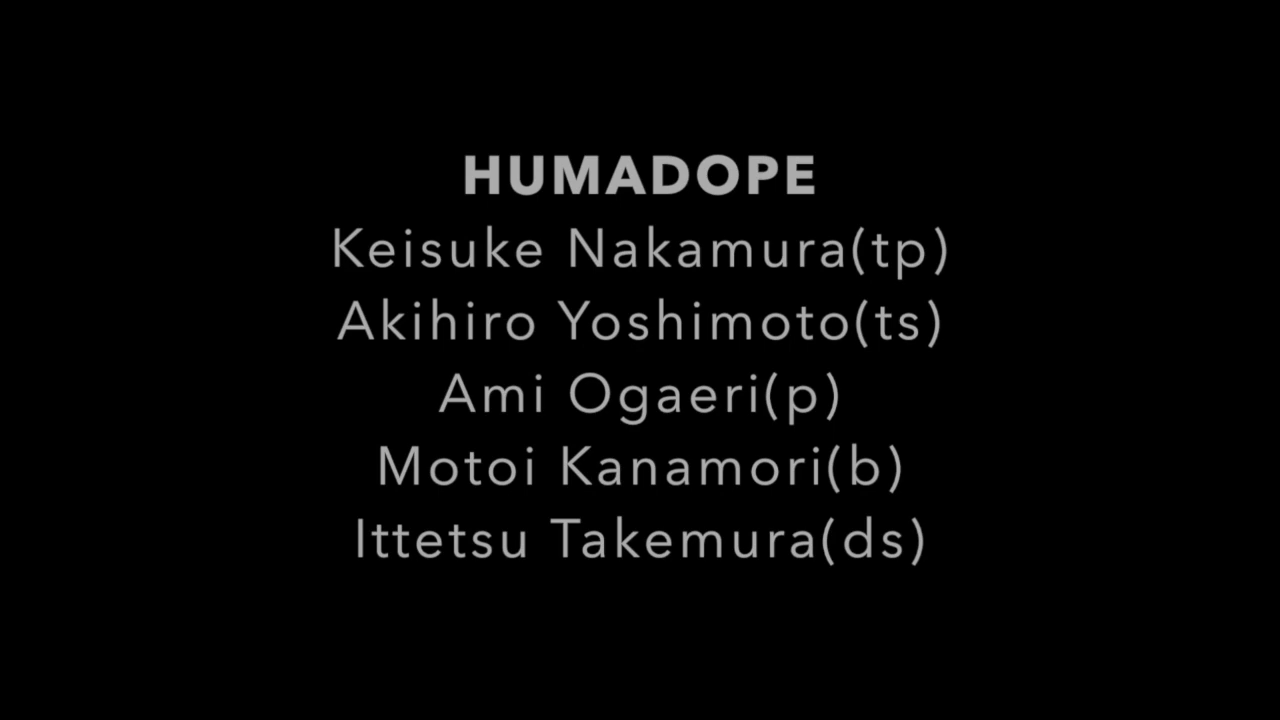 HUMADOPE
Keisuke Nakamura(tp)
Akihiro Yoshimoto(ts)
Ami Ogaeri(p)
Motoi Kanamori(b)
Ittetsu Takemura(ds)